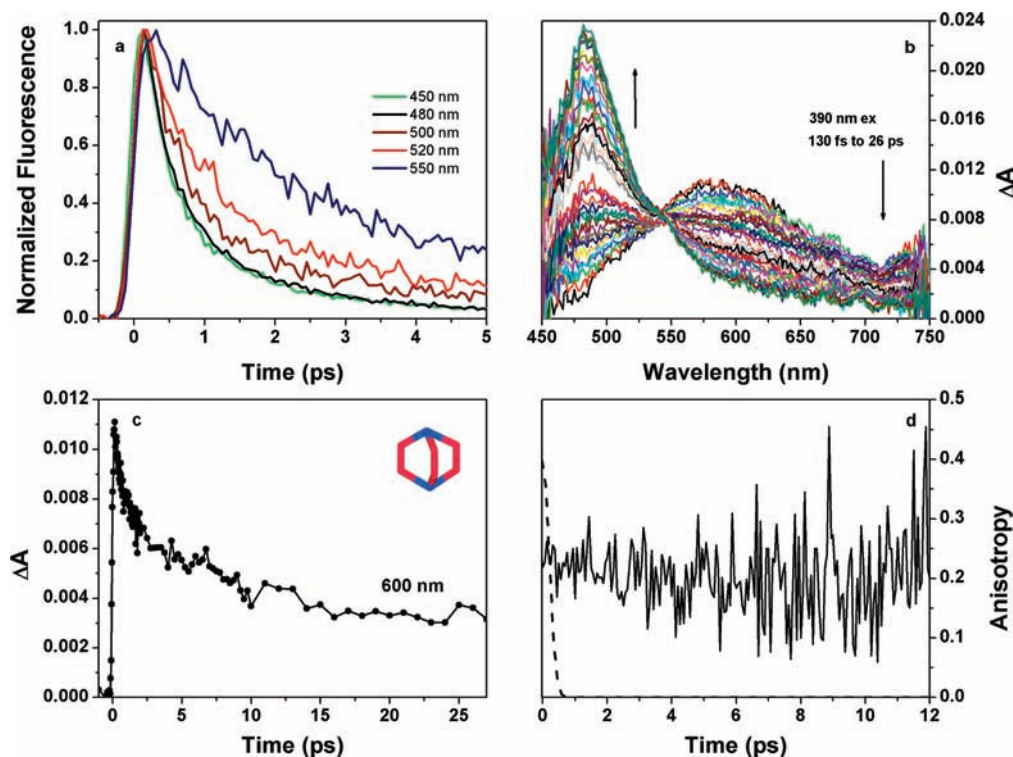 a
Normalized Fluorescence
1.0
0.8
0.6
0.4
0.2
0.0
450 nm
480 nm
500 nm
520 nm
550 nm
0 1 2 3 4 5
Time (ps)
b
390 nm ex
130 fs to 26 ps
0.024
0.020
0.016
0.012
0.008
0.004
0.000
ΔA
450 500 550 600 650 700 750
Wavelength (nm)
c
ΔA
0.012
0.010
0.008
0.006
0.004
0.002
0.000
600 nm
0 5 10 15 20 25
Time (ps)
d
0.5
0.4
0.3
0.2
0.1
0.0
Anisotropy
0 2 4 6 8 10 12
Time (ps)